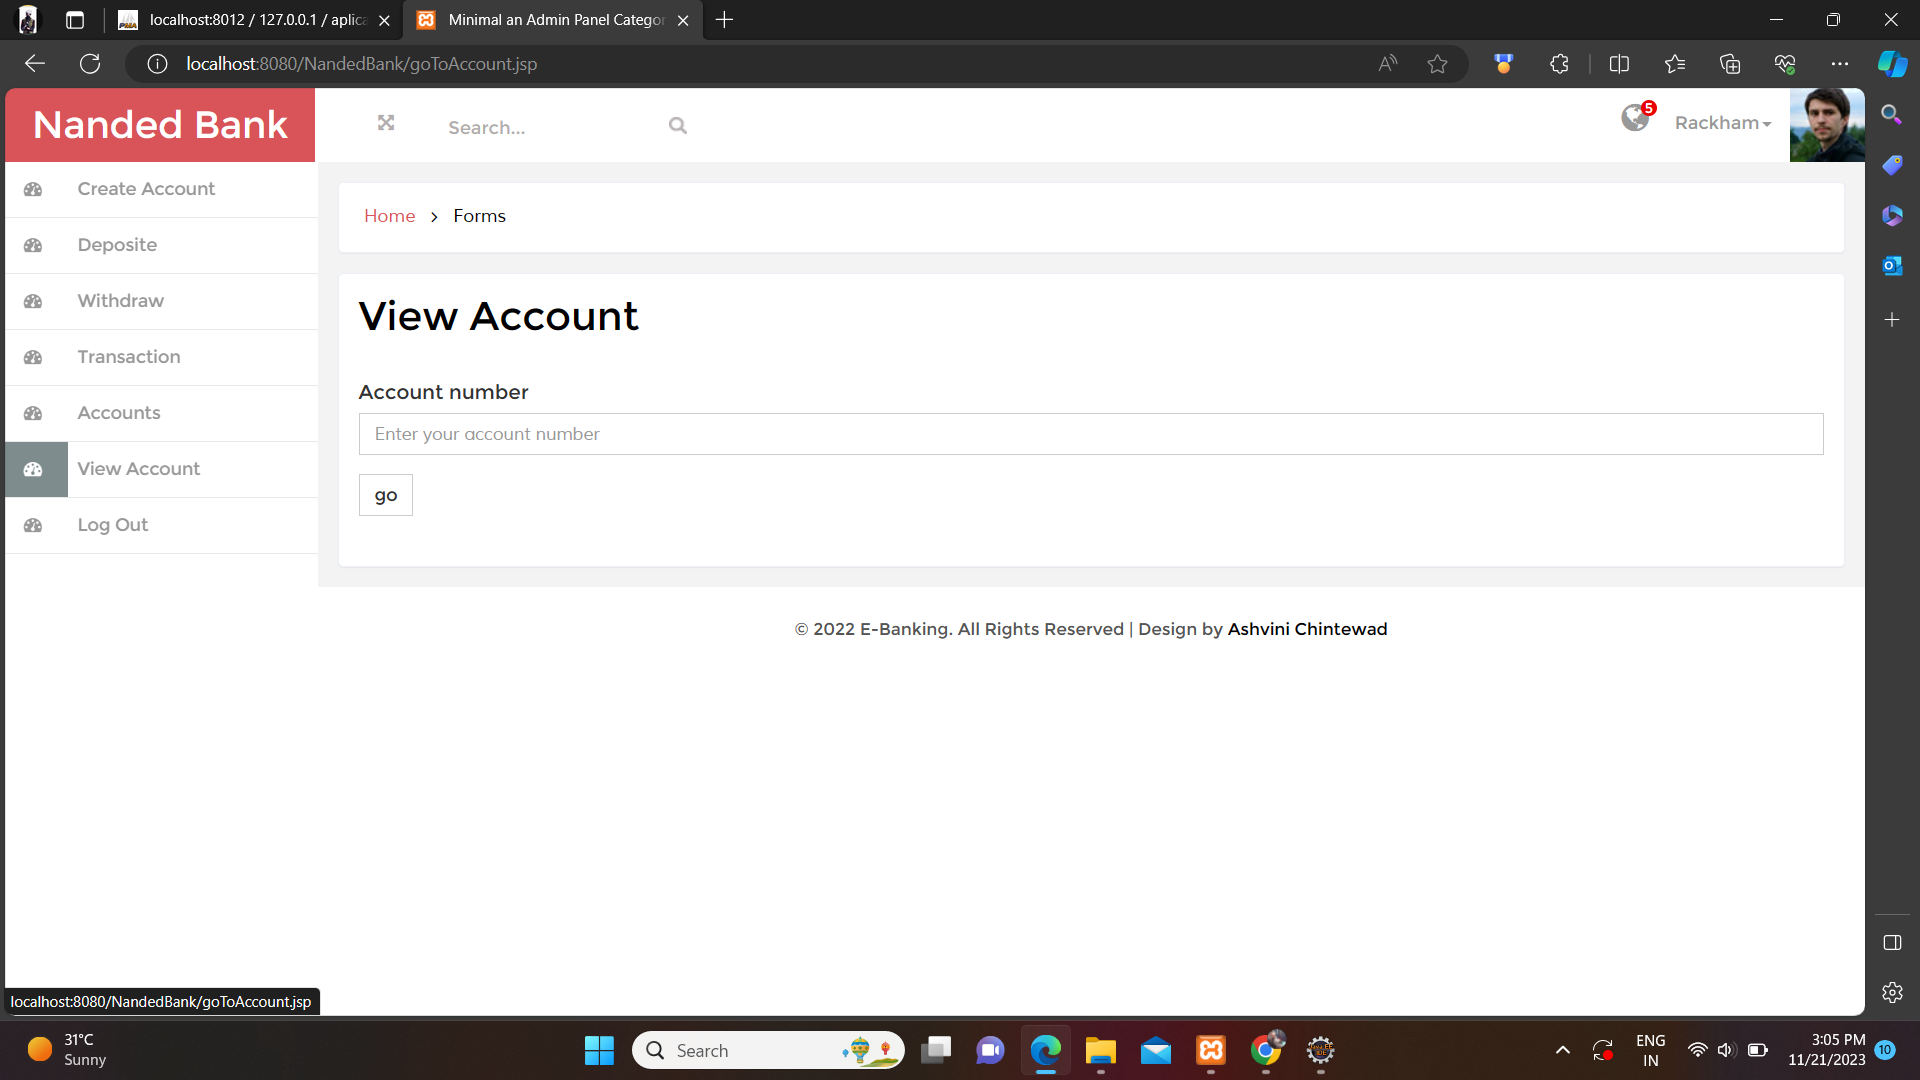 localhost:8012 / 127.0.0.1 / aplica
Minimal an Admin Panel Categor
localhost:8080/NandedBank/goToAccount.jsp
Nanded Bank
Search...
5
Rackham
Create Account
Deposite
Withdraw
Transaction
Accounts
View Account
Log Out
Home > Forms
View Account
Account number
Enter your account number
go
© 2022 E-Banking. All Rights Reserved | Design by Ashvini Chintewad
localhost:8080/NandedBank/goToAccount.jsp
31°C
Sunny
Search
ENG
IN
3:05 PM
11/21/2023
10